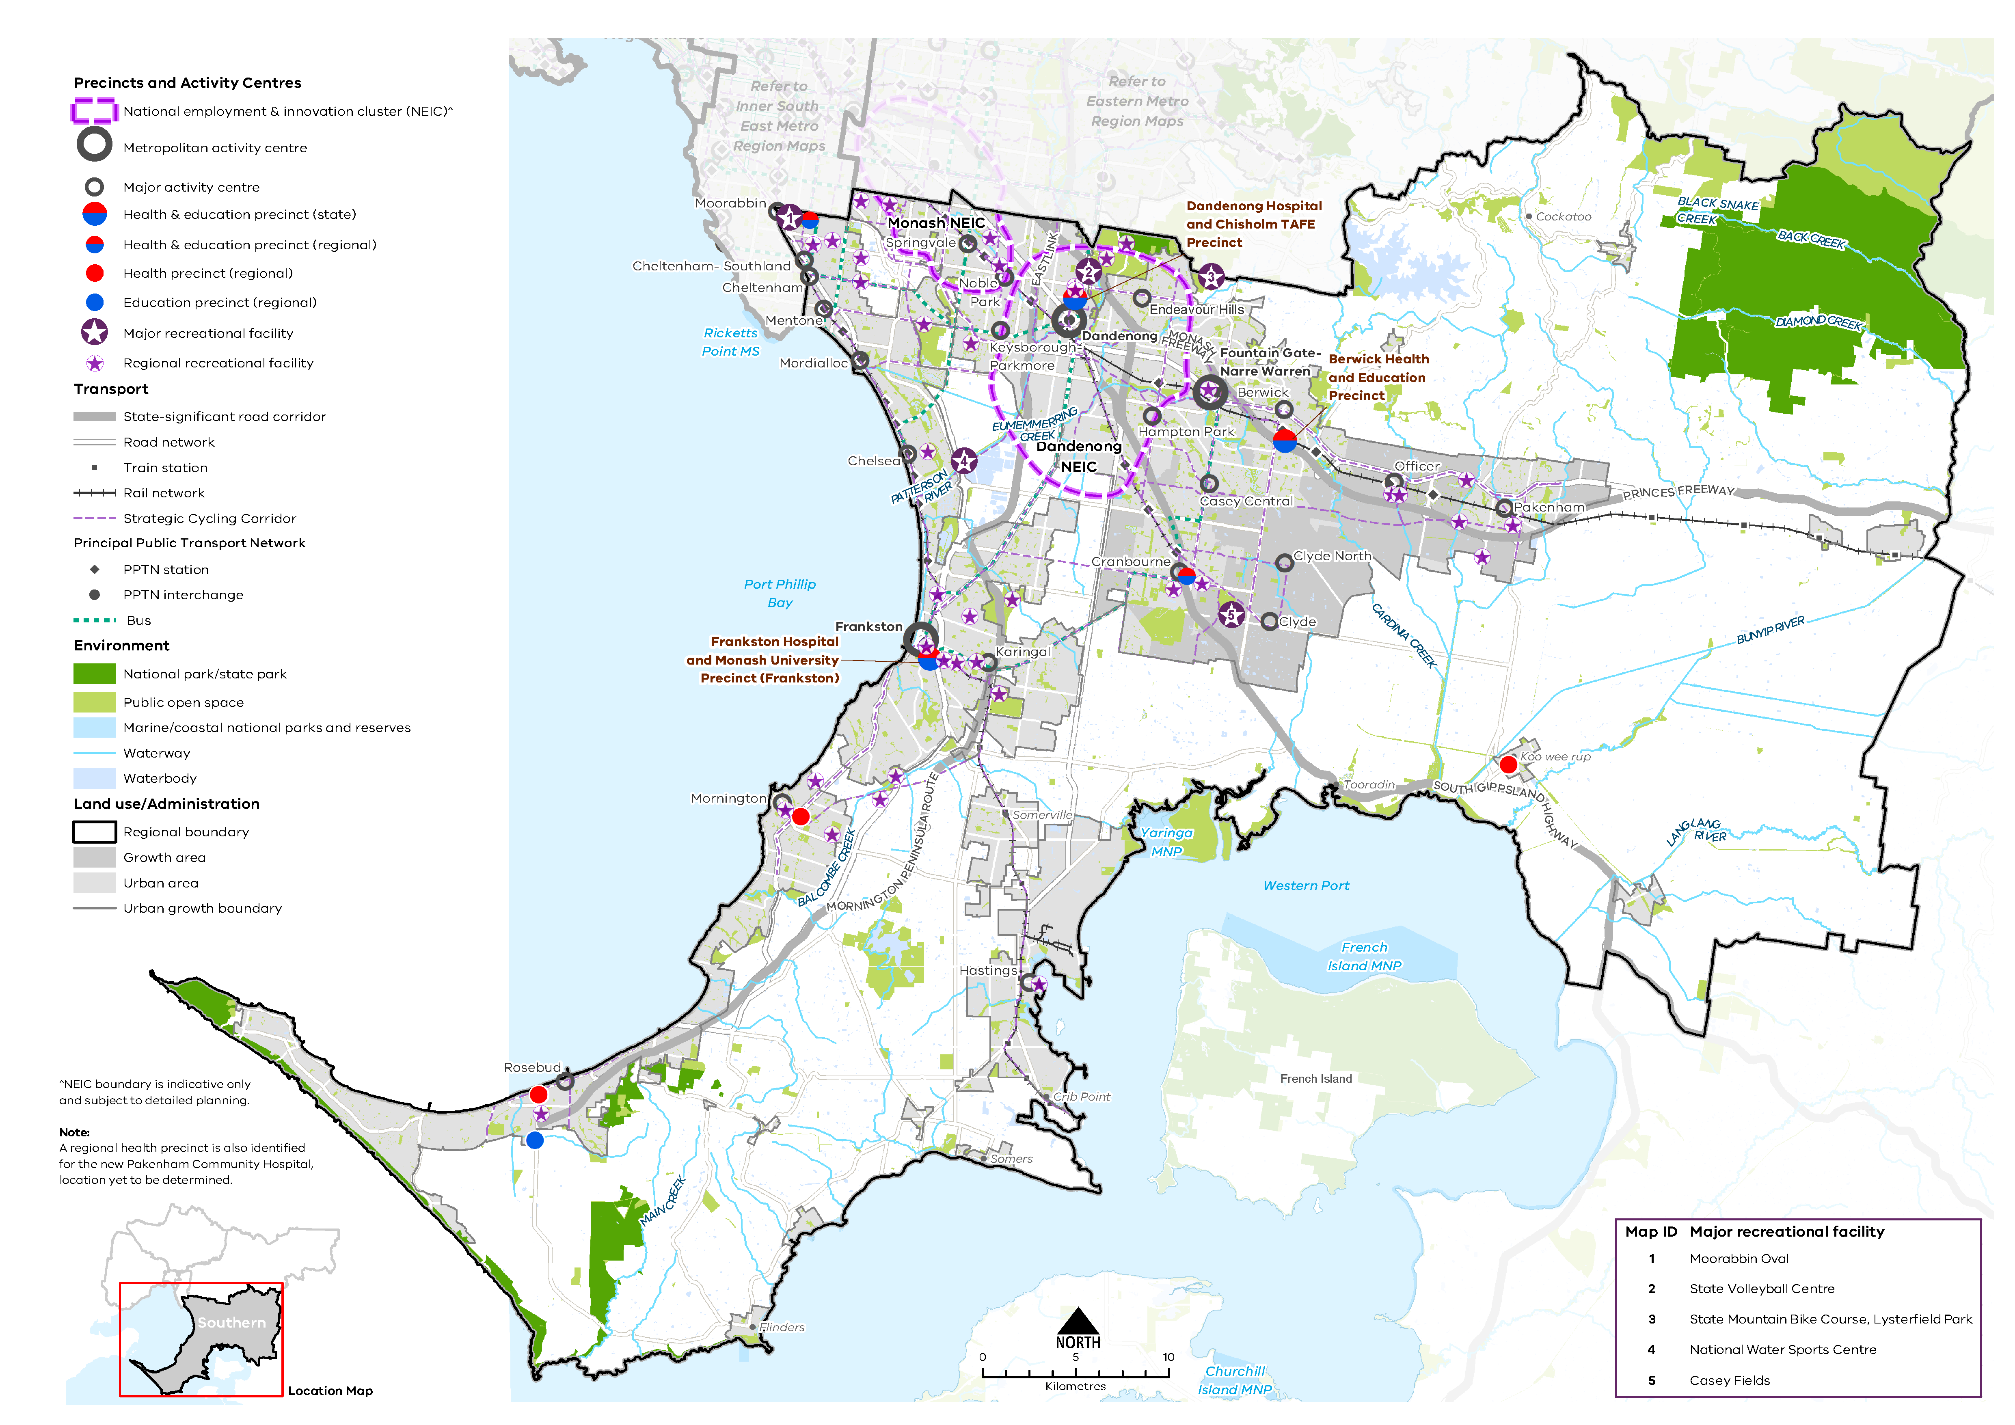 Precincts and Activity Centres
National employment & innovation cluster (NEIC)^
Metropolitan activity centre
Major activity centre
Health & education precinct (state)
Health & education precinct (regional)
Health precinct (regional)
Education precinct (regional)
Major recreational facility
Regional recreational facility
Transport
State-significant road corridor
Road network
Train station
Rail network
Strategic Cycling Corridor
Principal Public Transport Network
PPTN station
PPTN interchange
Bus
Environment
National park/state park
Public open space
Marine/coastal national parks and reserves
Waterway
Waterbody
Land use/Administration
Regional boundary
Growth area
Urban area
Urban growth boundary
^NEIC boundary is indicative only
and subject to detailed planning.
Note:
A regional health precinct is also identified
for the new Pakenham Community Hospital,
location yet to be determined.
Southern
Location Map
Refer to
Inner South
East Metro
Region Maps
Refer to
Eastern Metro
Region Maps
Moorabbin
1
Monash NEIC
Springvale
Cheltenham- Southland
Cheltenham
Noble
Park
EASTLINK
2
3
Dandenong Hospital
and Chisholm TAFE
Precinct
Endeavour Hills
Mentone
Ricketts
Point MS
Mordialloc
Keysborough-
Parkmore
Dandenong
MONASH
FREEWAY
Fountain Gate-
Narre Warren
Berwick Health
and Education
Precinct
Berwick
Hampton Park
EUMEMMERRING
CREEK
Dandenong
NEIC
Chelsea
4
PATTERSON
RIVER
Casey Central
Officer
Pakenham
PRINCES FREEWAY
Cockatoo
BLACK SNAKE
CREEK
BACK CREEK
DIAMOND CREEK
Cranbourne
Clyde North
5
Clyde
CARDINIA CREEK
BUNYIP RIVER
Port Phillip
Bay
Frankston
Frankston Hospital
and Monash University
Precinct (Frankston)
Karingal
Mornington
BALCOMBE CREEK
MORNINGTON PENINSULA ROUTE
Somerville
Yaringa
MNP
Tooradin
SOUTH GIPPSLAND HIGHWAY
Koo wee rup
LANG LANG
RIVER
Western Port
French
Island MNP
Hastings
French Island
Crib Point
Somers
Rosebud
MAIN CREEK
Flinders
Churchill
Island MNP
NORTH
0 5 10
Kilometres
Map ID Major recreational facility
1 Moorabbin Oval
2 State Volleyball Centre
3 State Mountain Bike Course, Lysterfield Park
4 National Water Sports Centre
5 Casey Fields